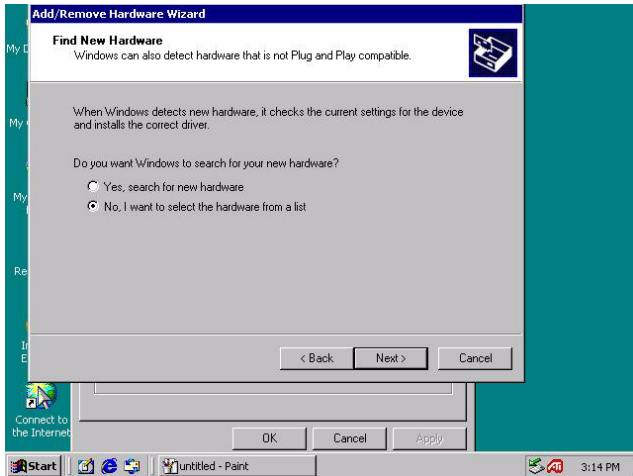 Add/Remove Hardware Wizard
Find New Hardware
Windows can also detect hardware that is not Plug and Play compatible.
When Windows detects new hardware, it checks the current settings for the device
and installs the correct driver.
Do you want Windows to search for your new hardware?
Yes, search for new hardware
No, I want to select the hardware from a list
< Back
Next >
Cancel
My
My
My
Connect to
the Internet
OK
Cancel
Apply
Start
untitled - Paint
3:14 PM